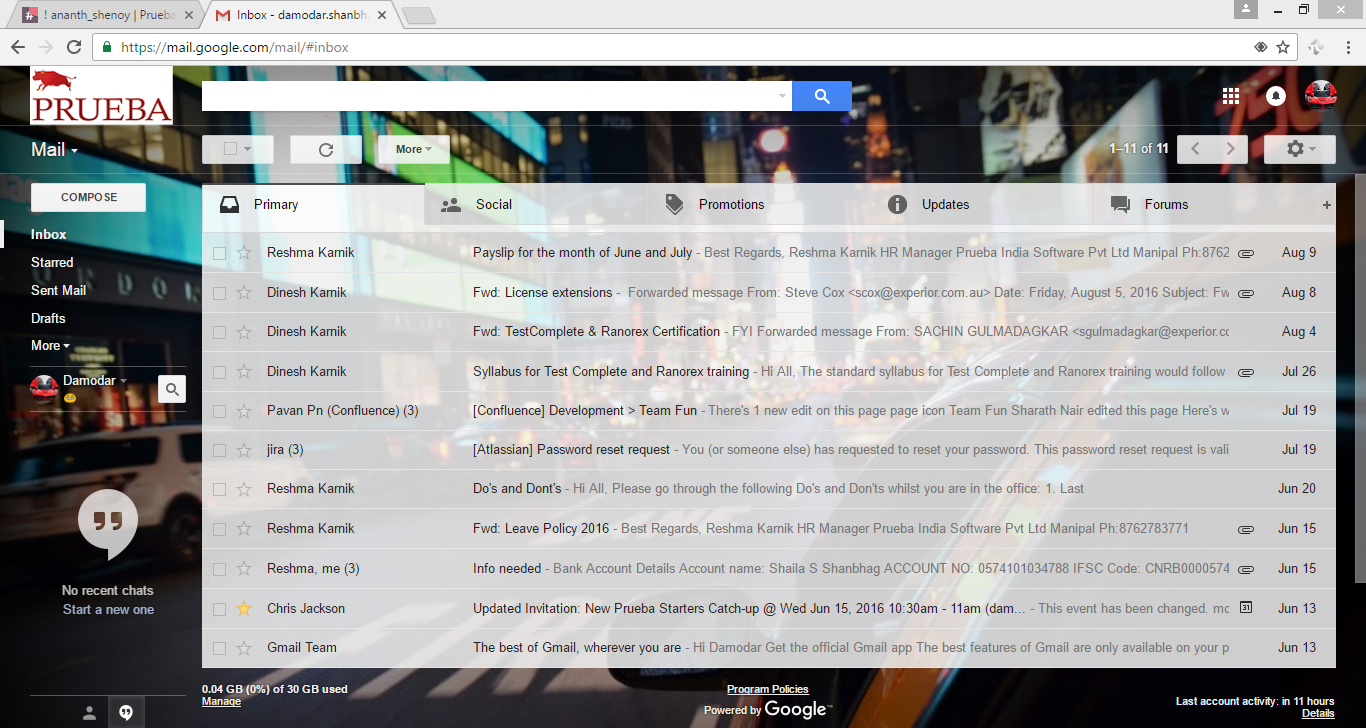 ! ananth_shenoy | Prueba
Inbox - damodar.shanbh
https://mail.google.com/mail/#inbox
PRUEBA
Mail
More
1–11 of 11
COMPOSE
Primary
Social
Promotions
Updates
Forums
+
Inbox
Starred
Sent Mail
Drafts
More
Damodar
Reshma Karnik Payslip for the month of June and July - Best Regards, Reshma Karnik HR Manager Prueba India Software Pvt Ltd Manipal Ph:8762 Aug 9
Dinesh Karnik Fwd: License extensions - Forwarded message From: Steve Cox <scox@experior.com.au> Date: Friday, August 5, 2016 Subject: Fw Aug 8
Dinesh Karnik Fwd: TestComplete & Ranorex Certification - FYI Forwarded message From: SACHIN GULMADAGKAR <sgulmadagkar@experior.cc Aug 4
Dinesh Karnik Syllabus for Test Complete and Ranorex training - Hi All, The standard syllabus for Test Complete and Ranorex training would follow Jul 26
Pavan Pn (Confluence) (3) [Confluence] Development > Team Fun - There's 1 new edit on this page page icon Team Fun Sharath Nair edited this page Here's w Jul 19
jira (3) [Atlassian] Password reset request - You (or someone else) has requested to reset your password. This password reset request is vali Jul 19
Reshma Karnik Do's and Dont's - Hi All, Please go through the following Do's and Don'ts whilst you are in the office: 1. Last Jun 20
Reshma Karnik Fwd: Leave Policy 2016 - Best Regards, Reshma Karnik HR Manager Prueba India Software Pvt Ltd Manipal Ph:8762783771 Jun 15
Reshma, me (3) Info needed - Bank Account Details Account name: Shaila S Shanbhag ACCOUNT NO: 0574101034788 IFSC Code: CNRB0000574 Jun 15
Chris Jackson Updated Invitation: New Prueba Starters Catch-up @ Wed Jun 15, 2016 10:30am - 11am (dam... - This event has been changed. mc 31 Jun 13
Gmail Team The best of Gmail, wherever you are - Hi Damodar Get the official Gmail app The best features of Gmail are only available on your p Jun 13
No recent chats
Start a new one
0.04 GB (0%) of 30 GB used
Manage
Program Policies
Powered by Google™
Last account activity: in 11 hours
Details